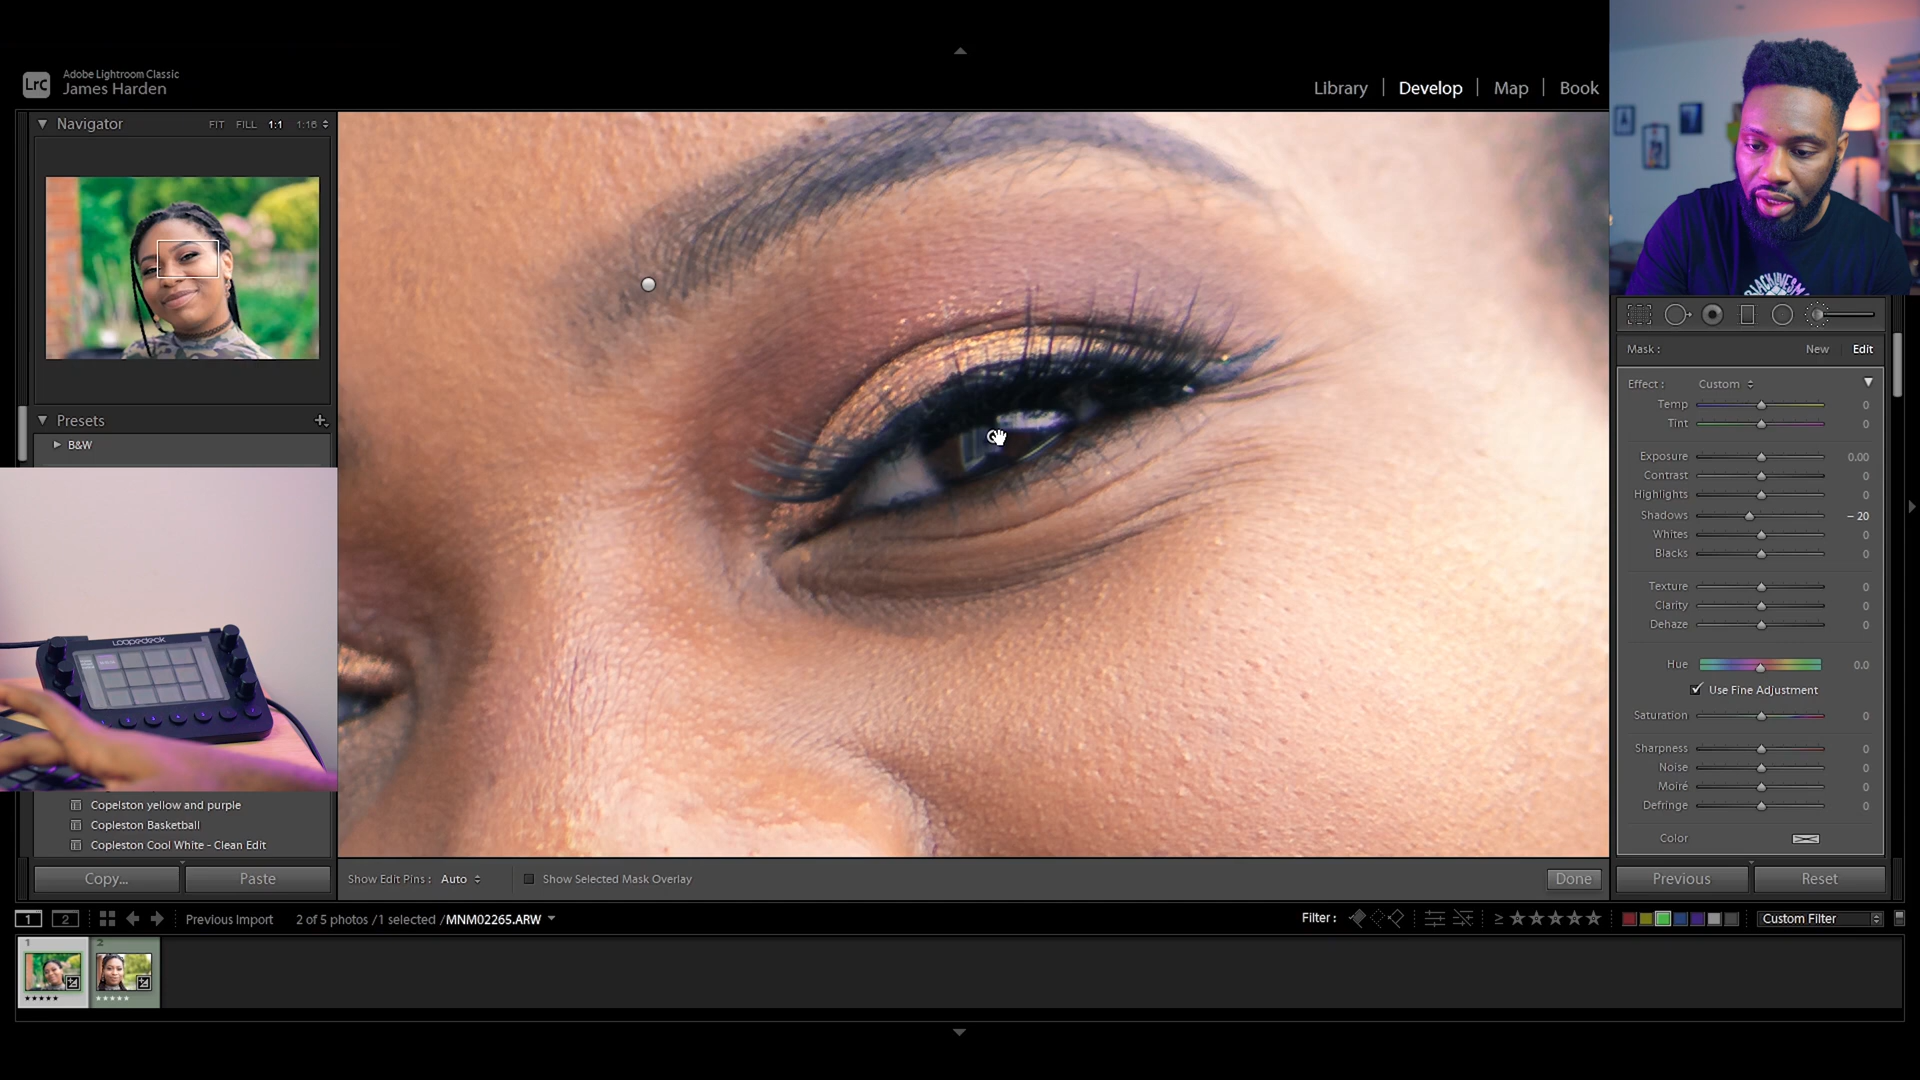 Adobe Lightroom Classic
LrC
James Harden
Library | Develop | Map | Book
Navigator FIT FILL 1:1 1:16
Presets +
B&W
loupedeck
Copelston yellow and purple
Copleston Basketball
Copleston Cool White - Clean Edit
Copy... Paste
Mask : New Edit
Effect : Custom
Temp 0
Tint 0
Exposure 0.00
Contrast 0
Highlights 0
Shadows – 20
Whites 0
Blacks 0
Texture 0
Clarity 0
Dehaze 0
Hue 0.0
Use Fine Adjustment
Saturation 0
Sharpness 0
Noise 0
Moiré 0
Defringe 0
Color
Show Edit Pins : Auto Show Selected Mask Overlay Done
Previous Reset
1 2 Previous Import 2 of 5 photos /1 selected /MNM02265.ARW Filter : ≥ Custom Filter
1 2